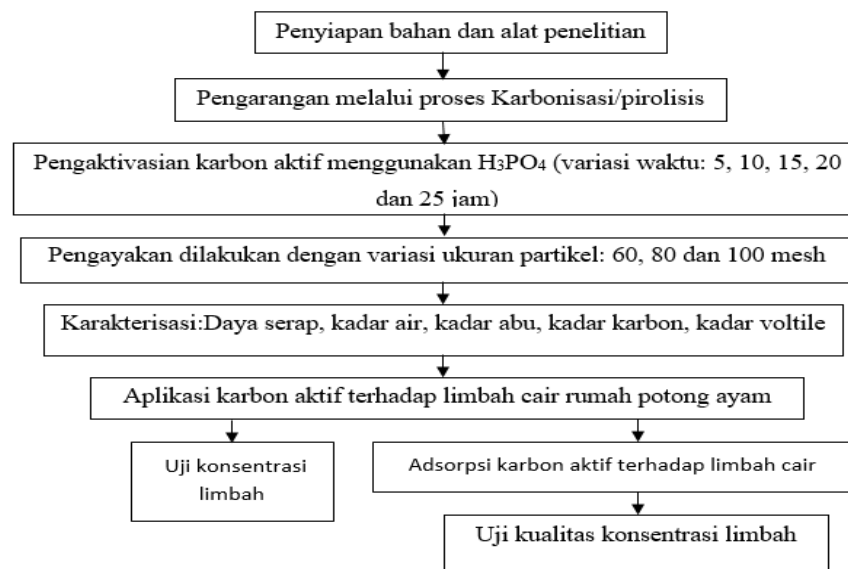 Penyiapan bahan dan alat penelitian
Pengarangan melalui proses Karbonisasi/pirolisis
Pengaktivasian karbon aktif menggunakan H₃PO₄ (variasi waktu: 5, 10, 15, 20
dan 25 jam)
Pengayakan dilakukan dengan variasi ukuran partikel: 60, 80 dan 100 mesh
Karakterisasi:Daya serap, kadar air, kadar abu, kadar karbon, kadar voltile
Aplikasi karbon aktif terhadap limbah cair rumah potong ayam
Uji konsentrasi
limbah
Adsorpsi karbon aktif terhadap limbah cair
Uji kualitas konsentrasi limbah